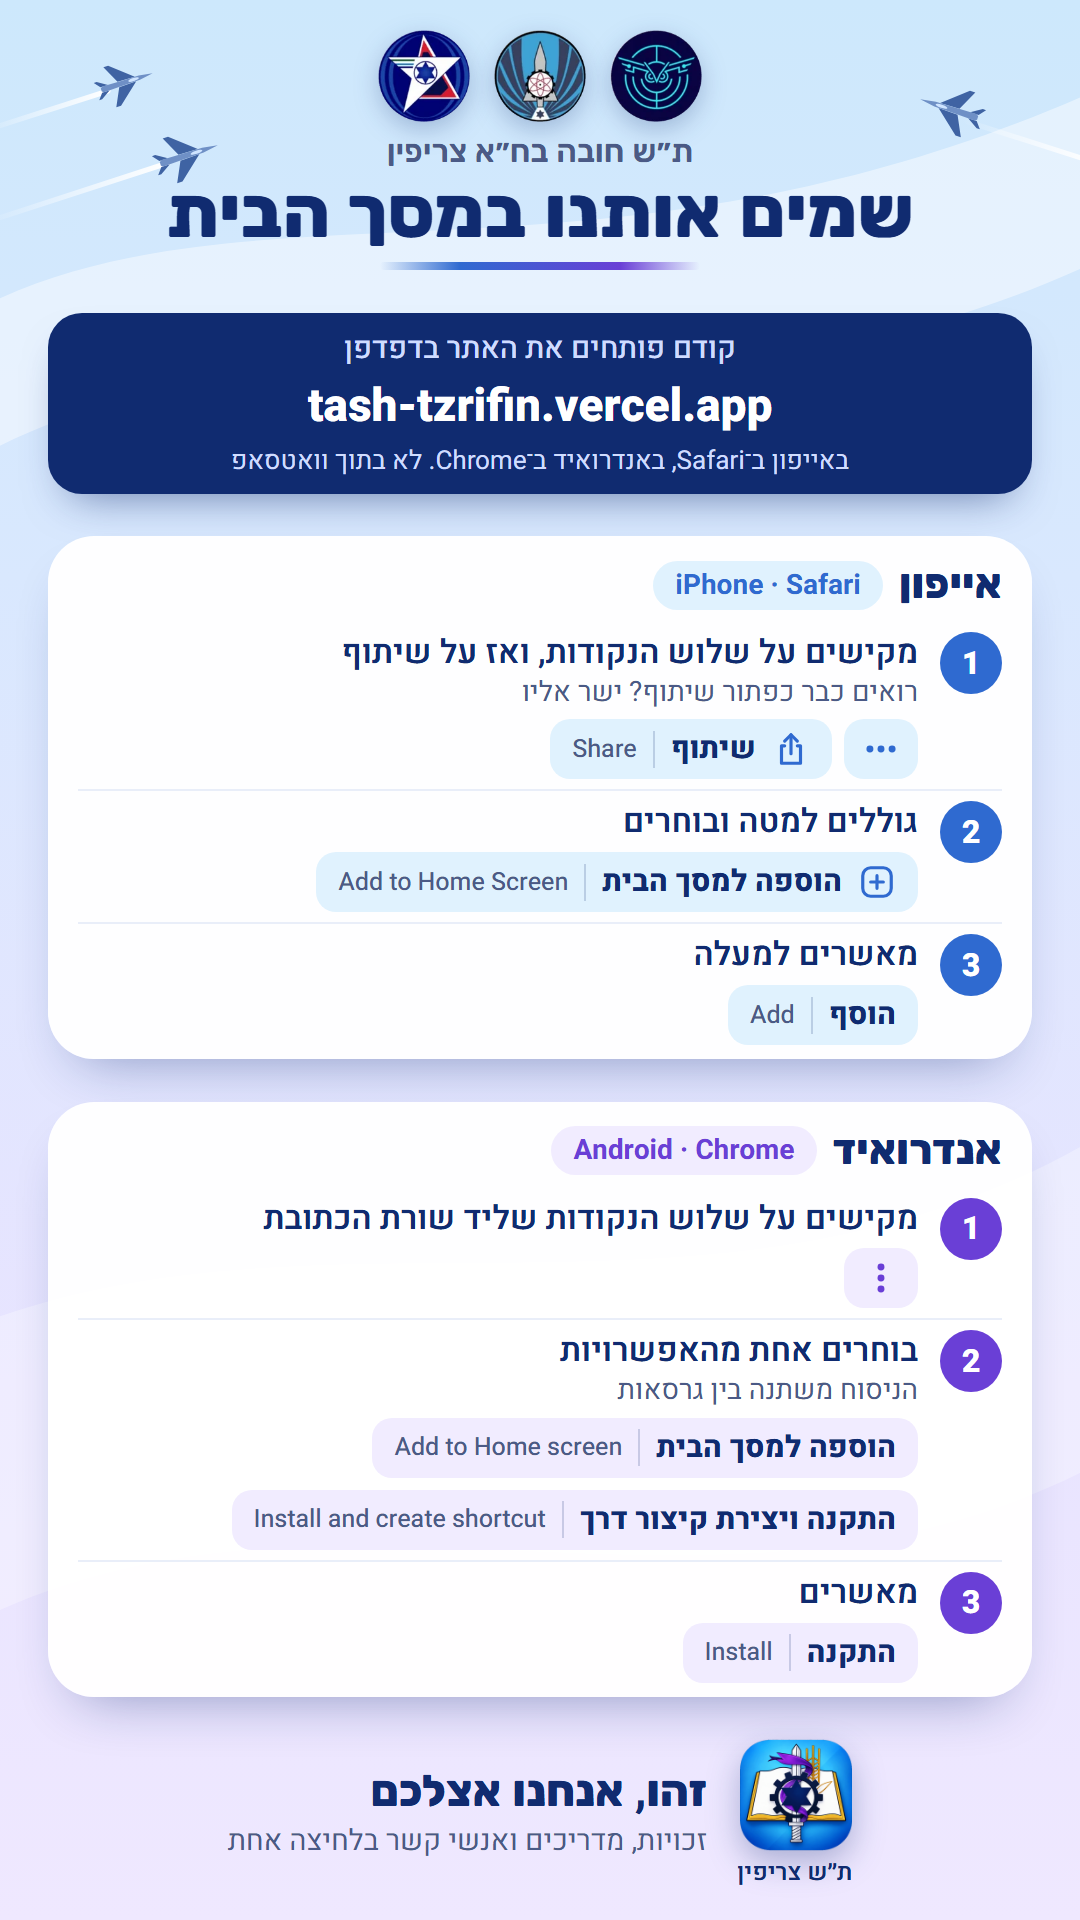 ת״ש חובה בח״א צריפין
שמים אותנו במסך הבית
קודם פותחים את האתר בדפדפן
tash-tzrifin.vercel.app
באייפון ב־Safari, באנדרואיד ב־Chrome. לא בתוך וואטסאפ
אייפון
iPhone · Safari
1
מקישים על שלוש הנקודות, ואז על שיתוף
רואים כבר כפתור שיתוף? ישר אליו
שיתוף | Share
2
גוללים למטה ובוחרים
הוספה למסך הבית | Add to Home Screen
3
מאשרים למעלה
הוסף | Add
אנדרואיד
Android · Chrome
1
מקישים על שלוש הנקודות שליד שורת הכתובת
2
בוחרים אחת מהאפשרויות
הניסוח משתנה בין גרסאות
הוספה למסך הבית | Add to Home screen
התקנה ויצירת קיצור דרך | Install and create shortcut
3
מאשרים
התקנה | Install
זהו, אנחנו אצלכם
זכויות, מדריכים ואנשי קשר בלחיצה אחת
ת״ש צריפין